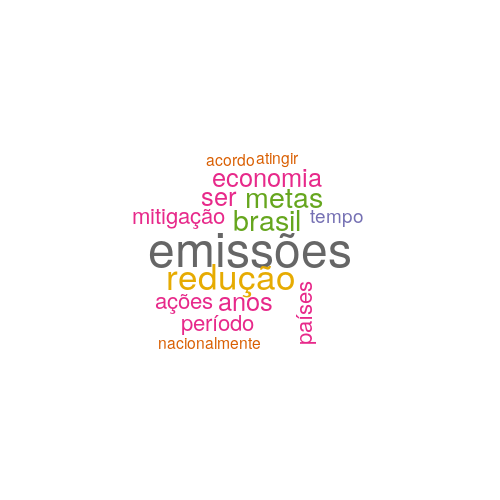 acordo atingir
economia
ser metas
mitigação brasil tempo
emissões
redução
ações anos
países
período
nacionalmente